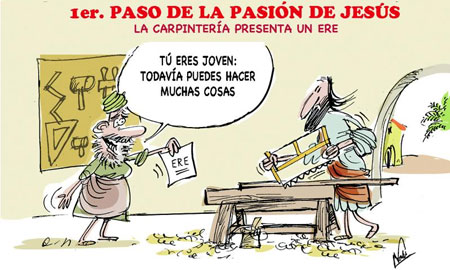 1er. PASO DE LA PASIÓN DE JESÚS
LA CARPINTERÍA PRESENTA UN ERE
TÚ ERES JOVEN:
TODAVÍA PUEDES HACER
MUCHAS COSAS
ERE